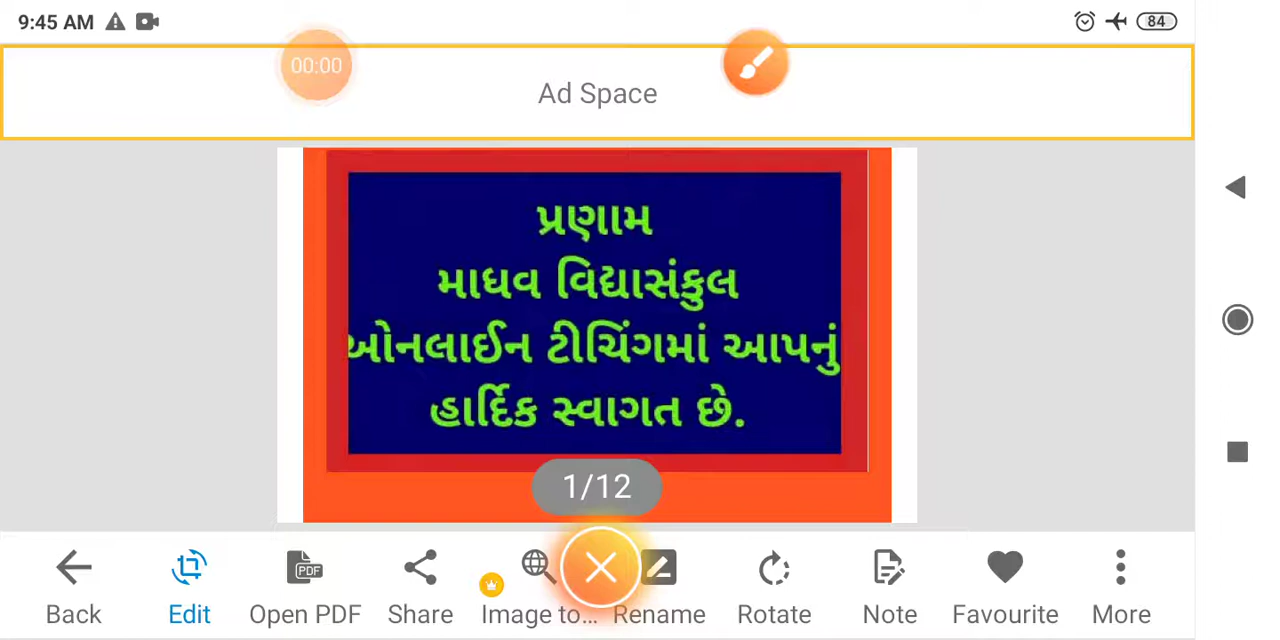 9:45 AM
84
00:00
Ad Space
પ્રણામ
માધવ વિદ્યાસંકુલ
ઓનલાઈન ટીચિંગમાં આપનું
હાર્દિક સ્વાગત છે.
1/12
PDF
Back
Edit
Open PDF
Share
Image to...
Rename
Rotate
Note
Favourite
More